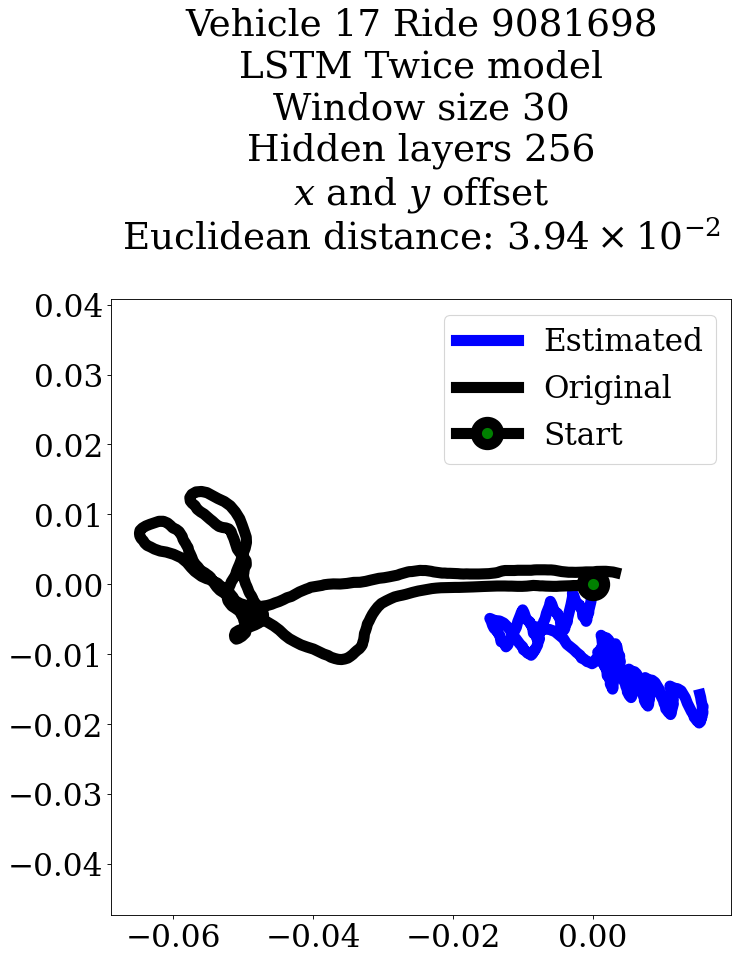 Vehicle 17 Ride 9081698
LSTM Twice model
Window size 30
Hidden layers 256
x and y offset
Euclidean distance: 3.94 × 10⁻²
0.04
0.03
0.02
0.01
0.00
−0.01
−0.02
−0.03
−0.04
Estimated
Original
Start
−0.06
−0.04
−0.02
0.00